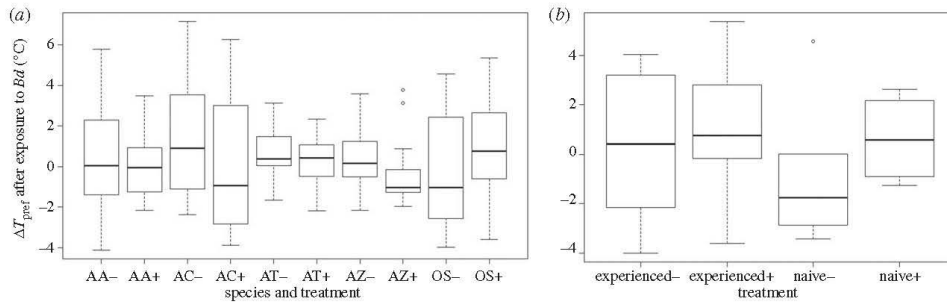 (a)
ΔTpref after exposure to Bd (°C)
6
4
2
0
–2
–4
AA– AA+ AC– AC+ AT– AT+ AZ– AZ+ OS– OS+
species and treatment
(b)
4
2
0
–2
–4
experienced– experienced+ naive– naive+
treatment